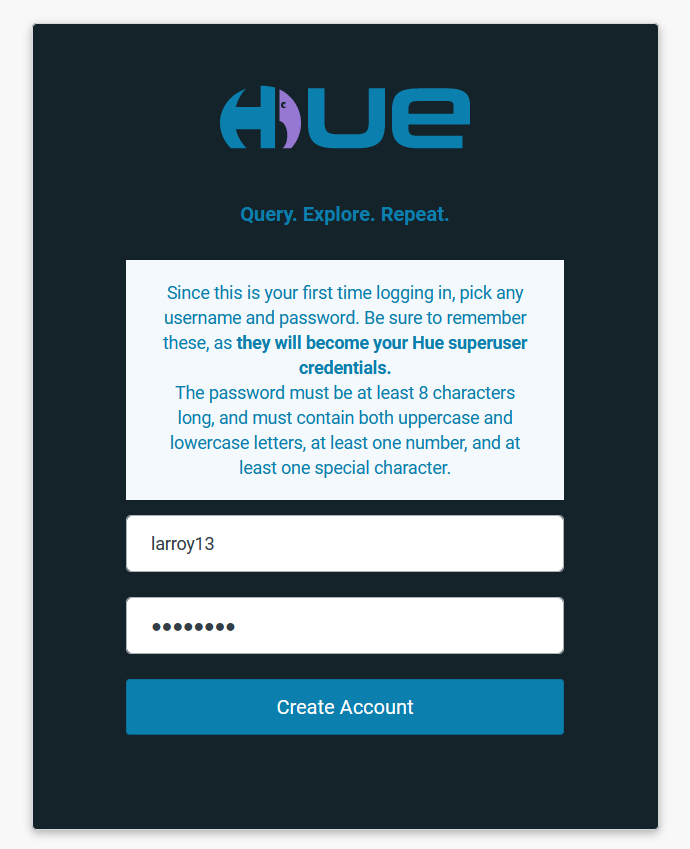 Hue
Query. Explore. Repeat.
Since this is your first time logging in, pick any
username and password. Be sure to remember
these, as they will become your Hue superuser
credentials.
The password must be at least 8 characters
long, and must contain both uppercase and
lowercase letters, at least one number, and at
least one special character.
larroy13
••••••••
Create Account